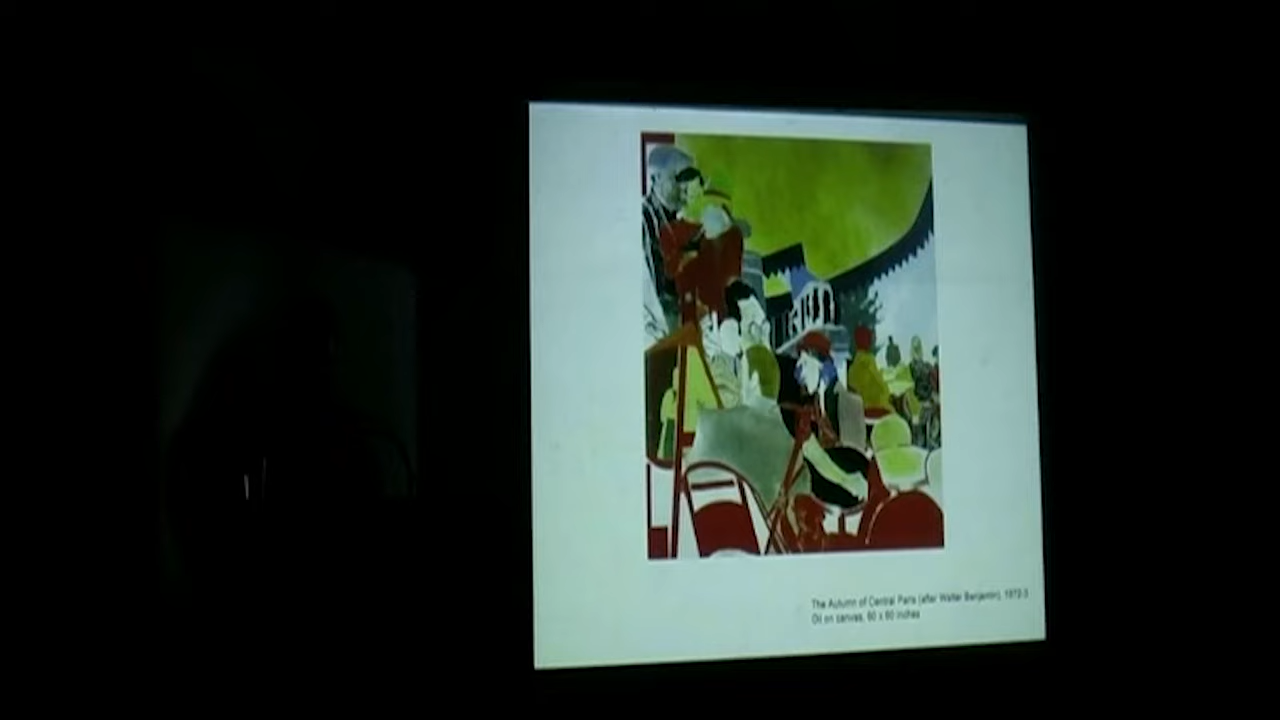 The Autumn of Central Paris (after Walter Benjamin), 1972-3
Oil on canvas, 60 x 60 inches